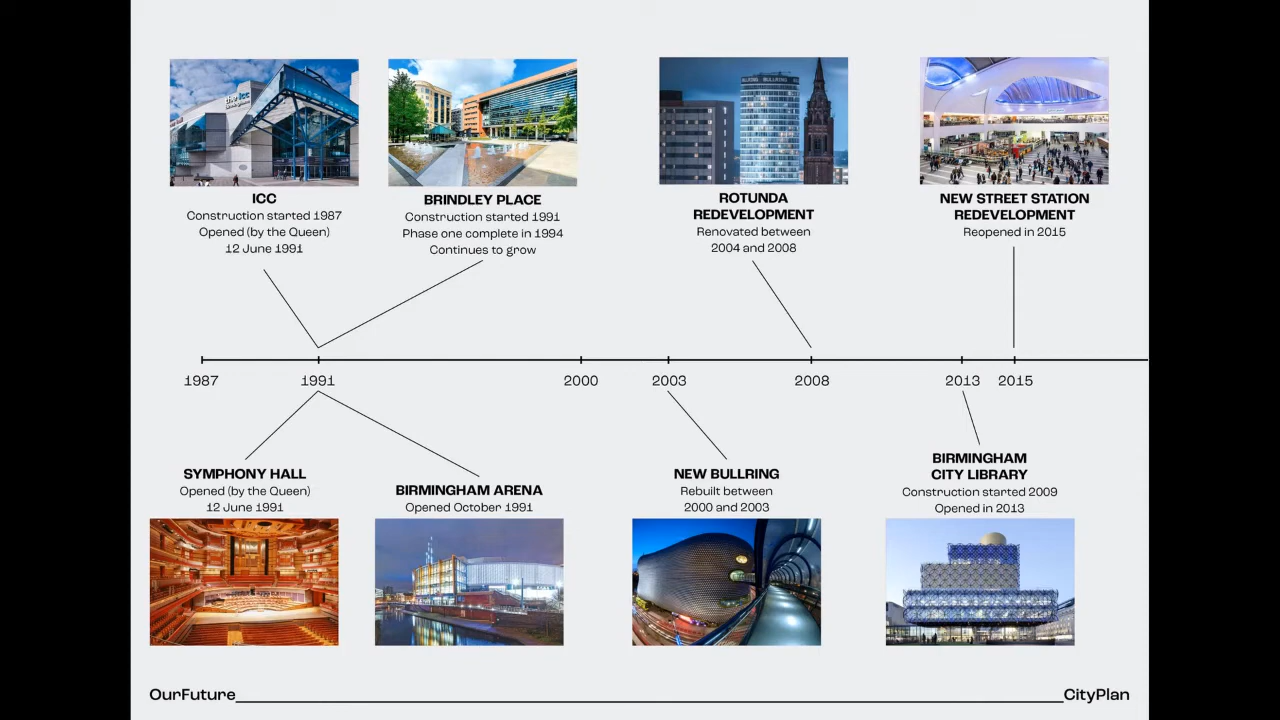 the icc
ICC
Construction started 1987
Opened (by the Queen)
12 June 1991
BRINDLEY PLACE
Construction started 1991
Phase one complete in 1994
Continues to grow
ROTUNDA
REDEVELOPMENT
Renovated between
2004 and 2008
NEW STREET STATION
REDEVELOPMENT
Reopened in 2015
1987 1991 2000 2003 2008 2013 2015
SYMPHONY HALL
Opened (by the Queen)
12 June 1991
BIRMINGHAM ARENA
Opened October 1991
NEW BULLRING
Rebuilt between
2000 and 2003
BIRMINGHAM
CITY LIBRARY
Construction started 2009
Opened in 2013
OurFuture CityPlan